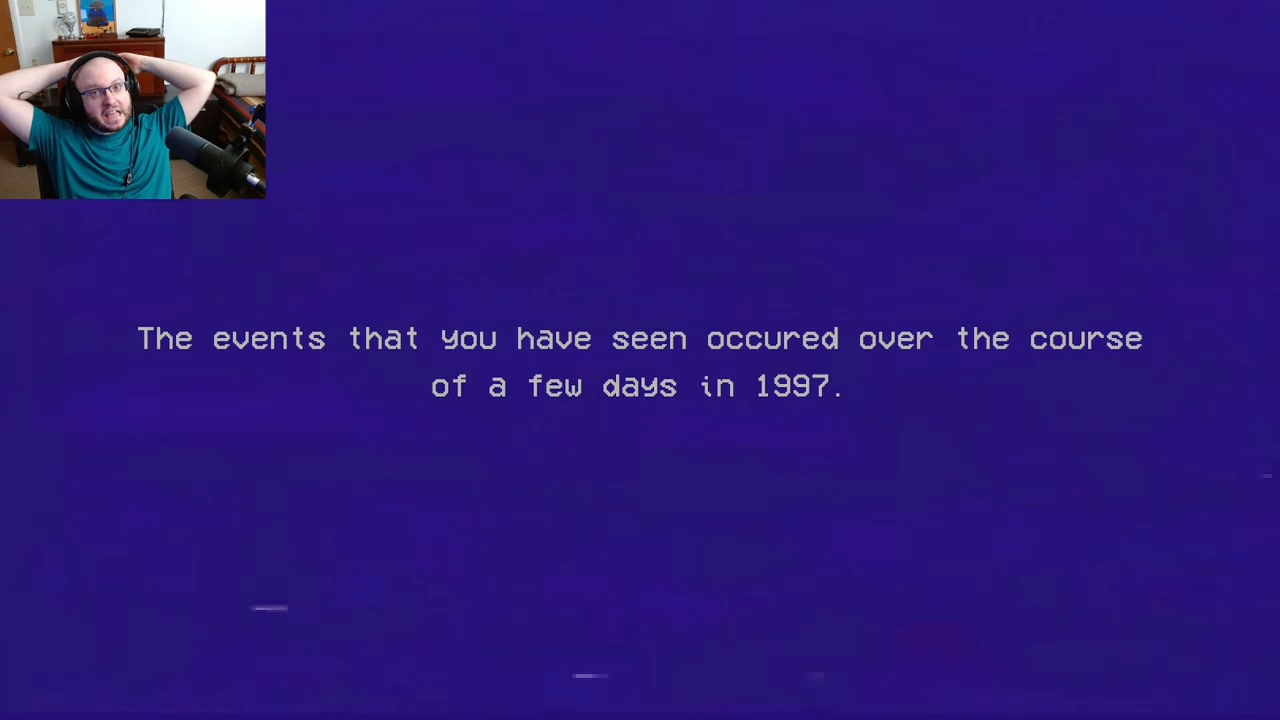 The events that you have seen occured over the course
of a few days in 1997.